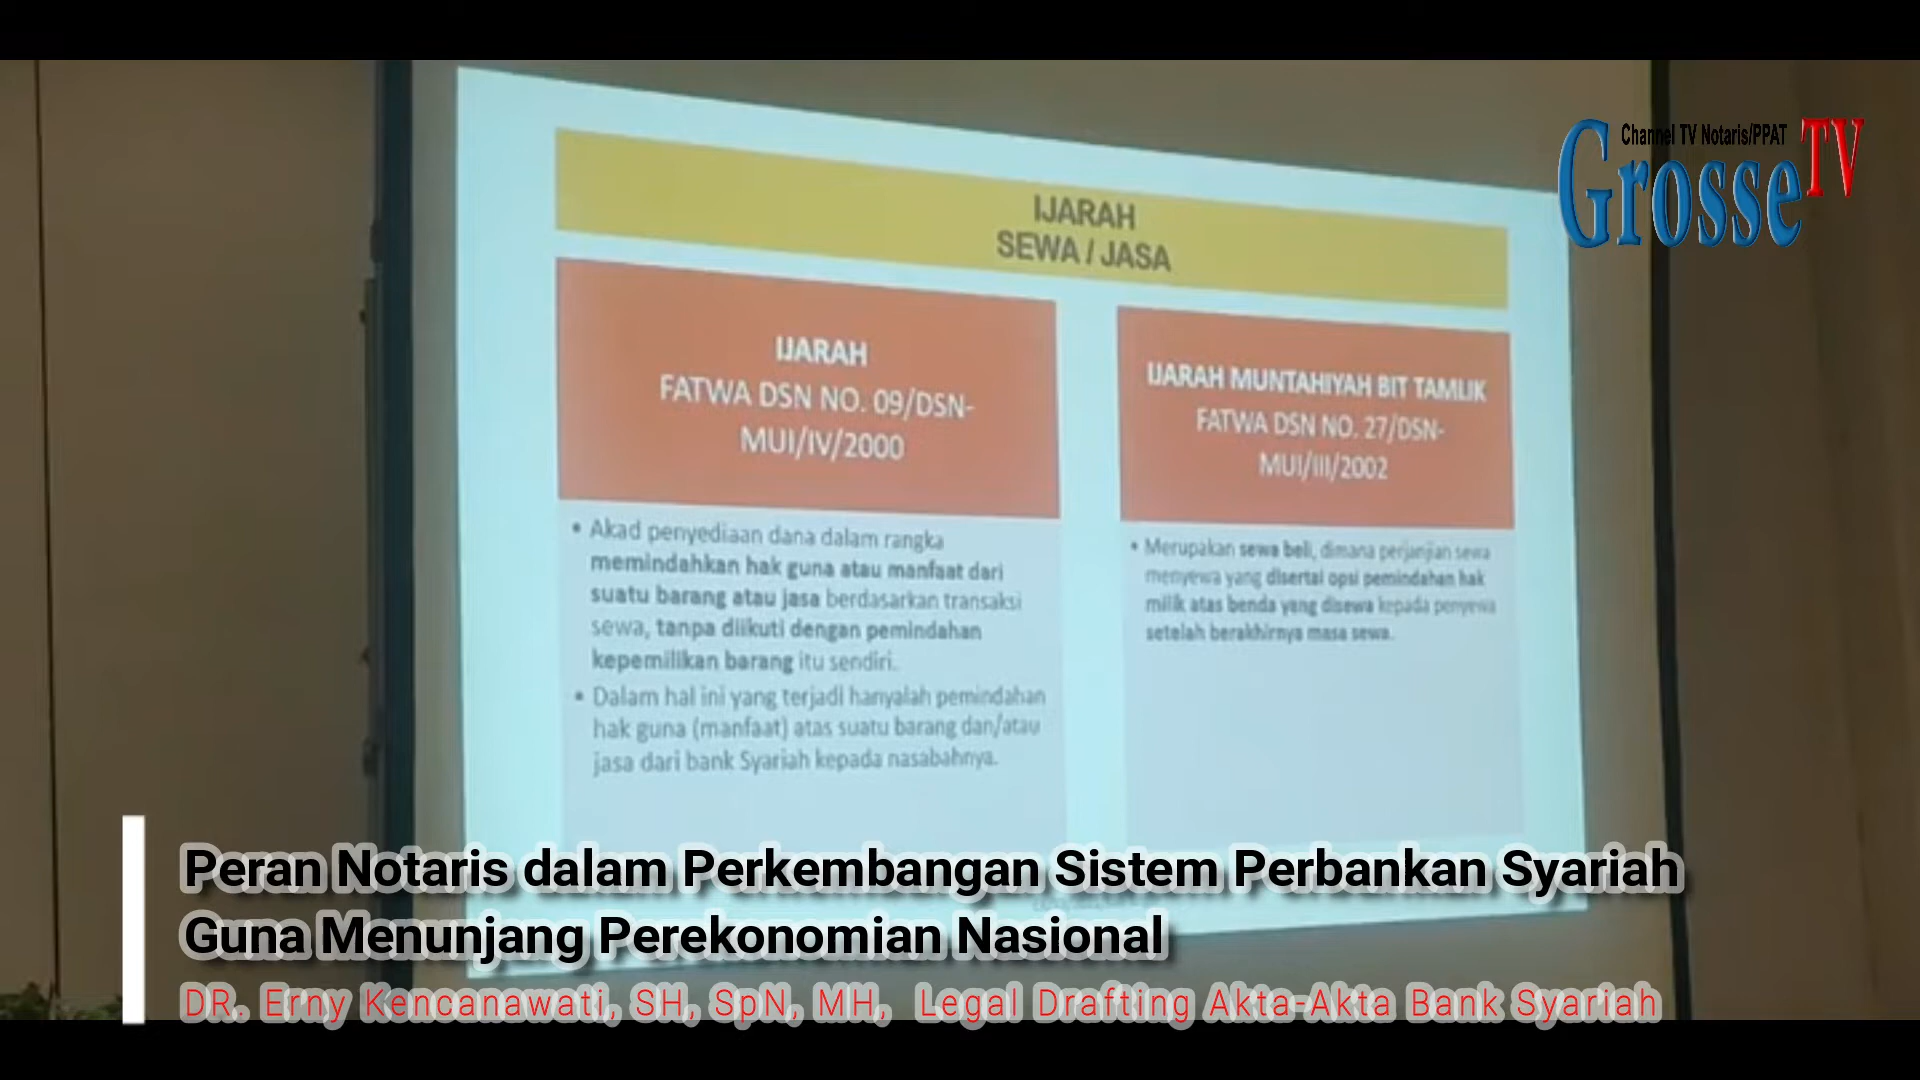 Channel TV Notaris/PPAT
Grosse TV
IJARAH
SEWA / JASA
IJARAH
FATWA DSN NO. 09/DSN-
MUI/IV/2000
• Akad penyediaan dana dalam rangka
memindahkan hak guna atau manfaat dari
suatu barang atau jasa berdasarkan transaksi
sewa, tanpa diikuti dengan pemindahan
kepemilikan barang itu sendiri.
• Dalam hal ini yang terjadi hanyalah pemindahan
hak guna (manfaat) atas suatu barang dan/atau
jasa dari bank Syariah kepada nasabahnya.
IJARAH MUNTAHIYAH BIT TAMLIK
FATWA DSN NO. 27/DSN-
MUI/III/2002
• Merupakan sewa beli, dimana perjanjian sewa
menyewa yang disertai opsi pemindahan hak
milik atas benda yang disewa kepada penyewa
setelah berakhirnya masa sewa.
Peran Notaris dalam Perkembangan Sistem Perbankan Syariah
Guna Menunjang Perekonomian Nasional
DR. Erny Kencanawati, SH, SpN, MH, Legal Drafting Akta-Akta Bank Syariah